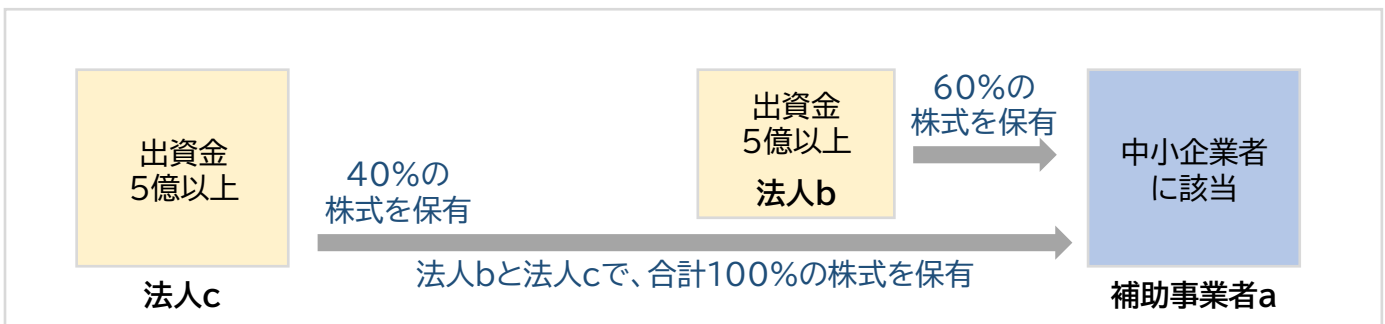 出資金
5億以上
法人c
40%の
株式を保有
出資金
5億以上
法人b
60%の
株式を保有
中小企業者
に該当
補助事業者a
法人bと法人cで、合計100%の株式を保有